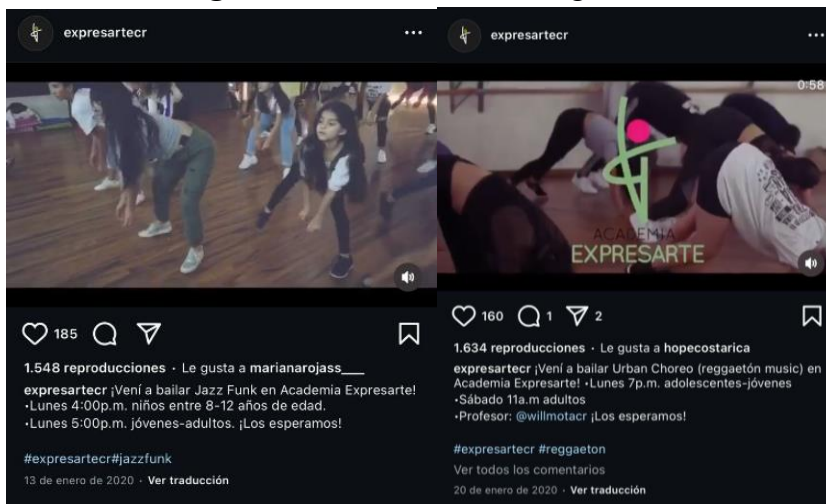 expresartecr
185
1.548 reproducciones · Le gusta a marianarojass___
expresartecr ¡Vení a bailar Jazz Funk en Academia Expresarte!
•Lunes 4:00p.m. niños entre 8-12 años de edad.
•Lunes 5:00p.m. jóvenes-adultos. ¡Los esperamos!
#expresartecr#jazzfunk
13 de enero de 2020 · Ver traducción
expresartecr
0:58
ACADEMIA
EXPRESARTE
160 1 2
1.634 reproducciones · Le gusta a hopecostarica
expresartecr ¡Vení a bailar Urban Choreo (reggaetón music) en
Academia Expresarte! •Lunes 7p.m. adolescentes-jóvenes
•Sábado 11a.m adultos
•Profesor: @willmotacr ¡Los esperamos!
#expresartecr #reggaeton
Ver todos los comentarios
20 de enero de 2020 · Ver traducción